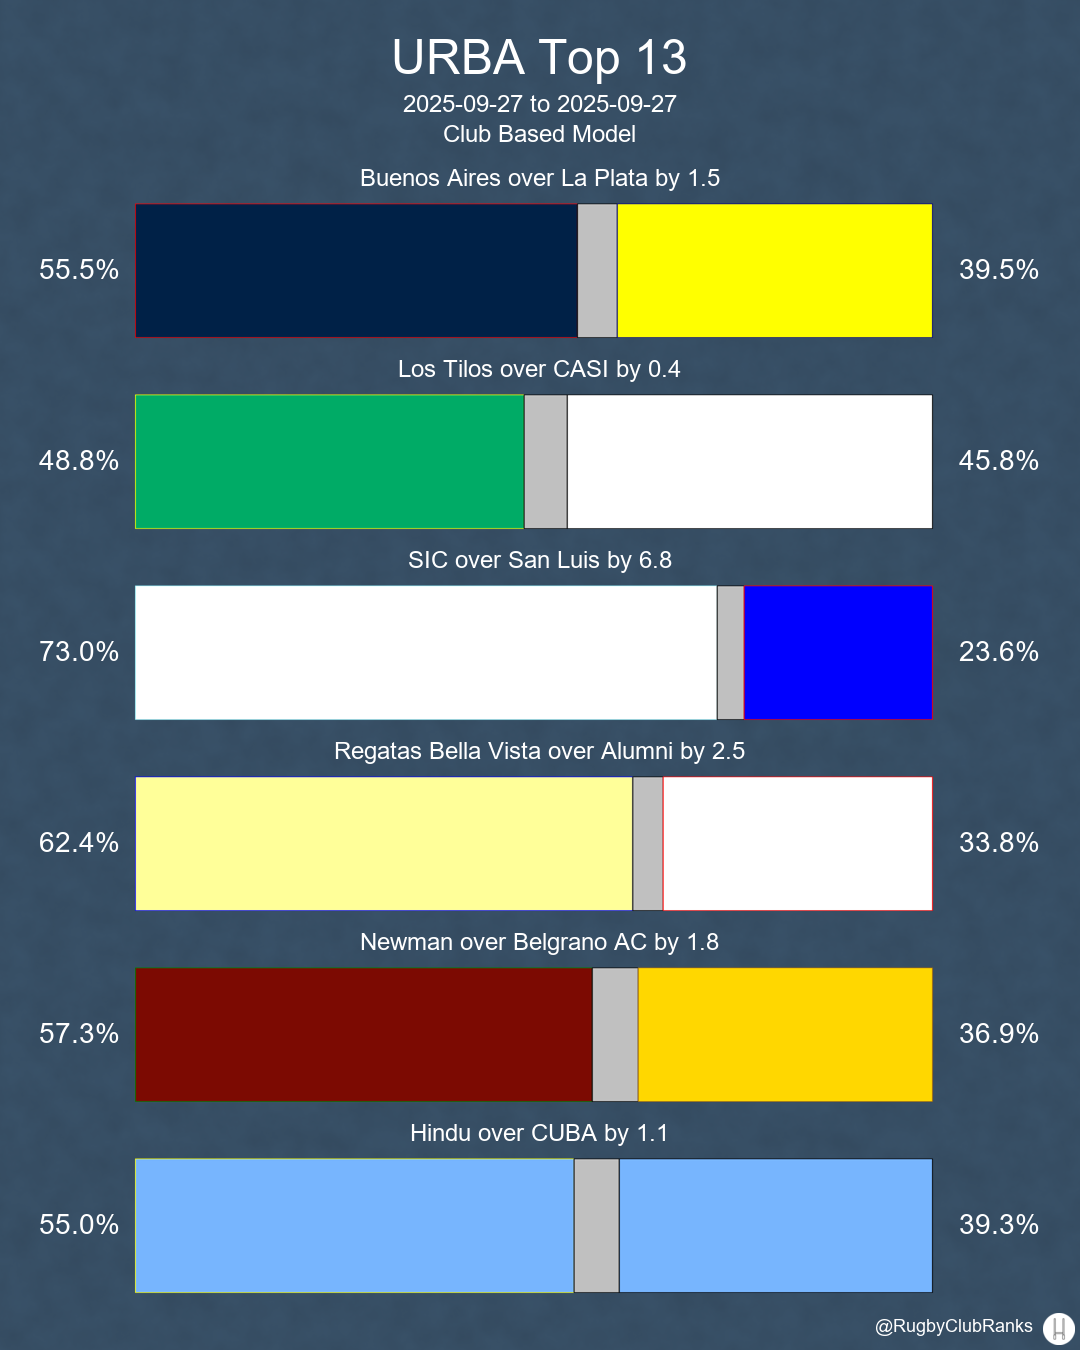 URBA Top 13
2025-09-27 to 2025-09-27
Club Based Model
Buenos Aires over La Plata by 1.5
55.5%
39.5%
Los Tilos over CASI by 0.4
48.8%
45.8%
SIC over San Luis by 6.8
73.0%
23.6%
Regatas Bella Vista over Alumni by 2.5
62.4%
33.8%
Newman over Belgrano AC by 1.8
57.3%
36.9%
Hindu over CUBA by 1.1
55.0%
39.3%
@RugbyClubRanks